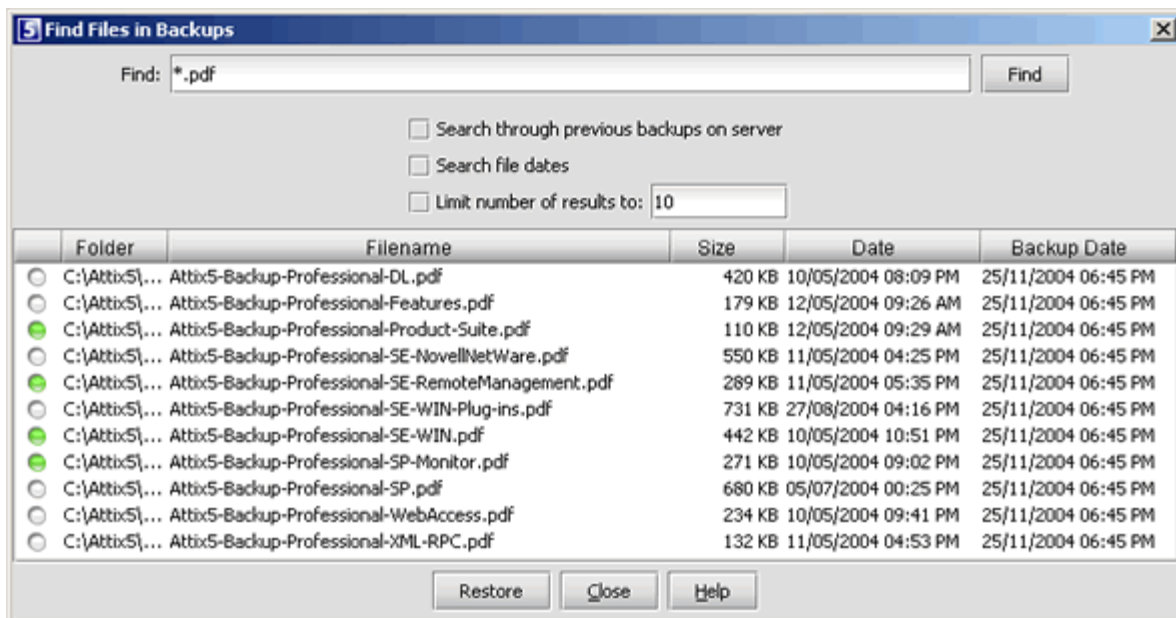 5 Find Files in Backups
Find: *.pdf Find
Search through previous backups on server
Search file dates
Limit number of results to: 10
Folder Filename Size Date Backup Date
C:\Attix5\... Attix5-Backup-Professional-DL.pdf 420 KB 10/05/2004 08:09 PM 25/11/2004 06:45 PM
C:\Attix5\... Attix5-Backup-Professional-Features.pdf 179 KB 12/05/2004 09:26 AM 25/11/2004 06:45 PM
C:\Attix5\... Attix5-Backup-Professional-Product-Suite.pdf 110 KB 12/05/2004 09:29 AM 25/11/2004 06:45 PM
C:\Attix5\... Attix5-Backup-Professional-SE-NovellNetWare.pdf 550 KB 11/05/2004 04:25 PM 25/11/2004 06:45 PM
C:\Attix5\... Attix5-Backup-Professional-SE-RemoteManagement.pdf 289 KB 11/05/2004 05:35 PM 25/11/2004 06:45 PM
C:\Attix5\... Attix5-Backup-Professional-SE-WIN-Plug-ins.pdf 731 KB 27/08/2004 04:16 PM 25/11/2004 06:45 PM
C:\Attix5\... Attix5-Backup-Professional-SE-WIN.pdf 442 KB 10/05/2004 10:51 PM 25/11/2004 06:45 PM
C:\Attix5\... Attix5-Backup-Professional-SP-Monitor.pdf 271 KB 10/05/2004 09:02 PM 25/11/2004 06:45 PM
C:\Attix5\... Attix5-Backup-Professional-SP.pdf 680 KB 05/07/2004 00:25 PM 25/11/2004 06:45 PM
C:\Attix5\... Attix5-Backup-Professional-WebAccess.pdf 234 KB 10/05/2004 09:41 PM 25/11/2004 06:45 PM
C:\Attix5\... Attix5-Backup-Professional-XML-RPC.pdf 132 KB 11/05/2004 04:53 PM 25/11/2004 06:45 PM
Restore Close Help